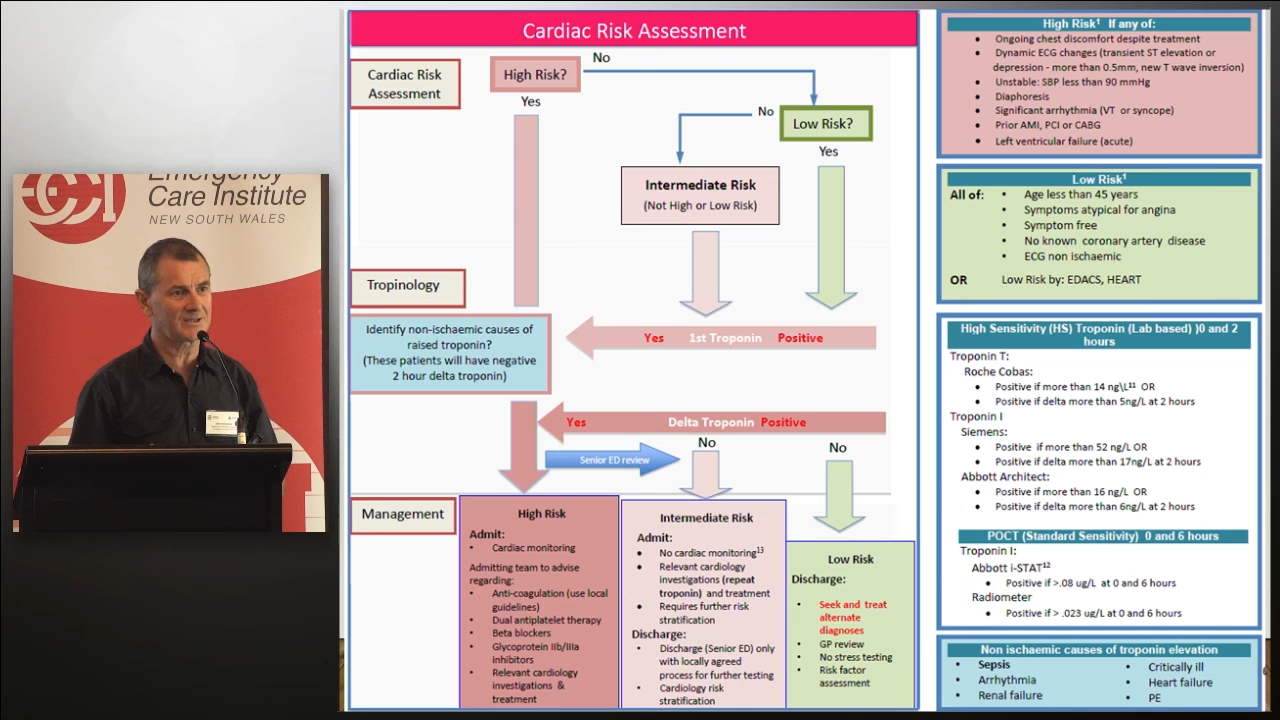 Emergency
Care Institute
NEW SOUTH WALES
Cardiac Risk Assessment
Cardiac Risk
Assessment
High Risk?
No
Yes
No
Low Risk?
Yes
Intermediate Risk
(Not High or Low Risk)
Tropinology
Identify non-ischaemic causes of
raised troponin?
(These patients will have negative
2 hour delta troponin)
Yes 1st Troponin Positive
Yes Delta Troponin Positive
No
No
Senior ED review
Management
High Risk
Admit:
• Cardiac monitoring
Admitting team to advise
regarding:
• Anti-coagulation (use local
guidelines)
• Dual antiplatelet therapy
• Beta blockers
• Glycoprotein IIb/IIIa
inhibitors
• Relevant cardiology
investigations &
treatment
Intermediate Risk
Admit:
• No cardiac monitoring13
• Relevant cardiology
investigations (repeat
troponin) and treatment
• Requires further risk
stratification
Discharge:
• Discharge (Senior ED) only
with locally agreed
process for further testing
• Cardiology risk
stratification
Low Risk
Discharge:
• Seek and treat
alternate
diagnoses
• GP review
• No stress testing
• Risk factor
assessment
High Risk1 If any of:
• Ongoing chest discomfort despite treatment
• Dynamic ECG changes (transient ST elevation or
depression - more than 0.5mm, new T wave inversion)
• Unstable: SBP less than 90 mmHg
• Diaphoresis
• Significant arrhythmia (VT or syncope)
• Prior AMI, PCI or CABG
• Left ventricular failure (acute)
Low Risk1
All of: • Age less than 45 years
• Symptoms atypical for angina
• Symptom free
• No known coronary artery disease
• ECG non ischaemic
OR Low Risk by: EDACS, HEART
High Sensitivity (HS) Troponin (Lab based) )0 and 2
hours
Troponin T:
Roche Cobas:
• Positive if more than 14 ng\L11 OR
• Positive if delta more than 5ng/L at 2 hours
Troponin I
Siemens:
• Positive if more than 52 ng/L OR
• Positive if delta more than 17ng/L at 2 hours
Abbott Architect:
• Positive if more than 16 ng/L OR
• Positive if delta more than 6ng/L at 2 hours
POCT (Standard Sensitivity) 0 and 6 hours
Troponin I:
Abbott i-STAT12
• Positive if >.08 ug/L at 0 and 6 hours
Radiometer
• Positive if > .023 ug/L at 0 and 6 hours
Non ischaemic causes of troponin elevation
• Sepsis
• Arrhythmia
• Renal failure
• Critically ill
• Heart failure
• PE